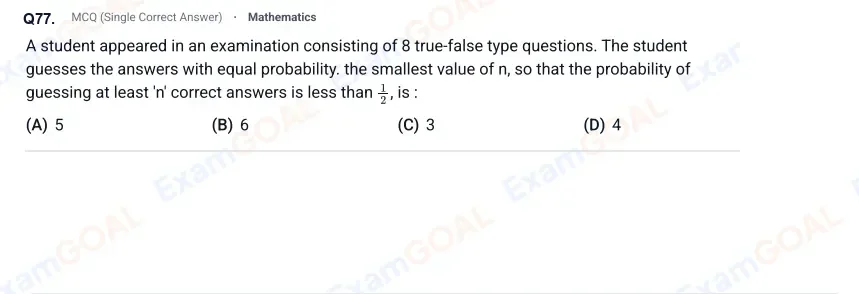 Q77. MCQ (Single Correct Answer) · Mathematics
A student appeared in an examination consisting of 8 true-false type questions. The student
guesses the answers with equal probability. the smallest value of n, so that the probability of
guessing at least 'n' correct answers is less than 1/2, is :
(A) 5 (B) 6 (C) 3 (D) 4
ExamGOAL ExamGOAL